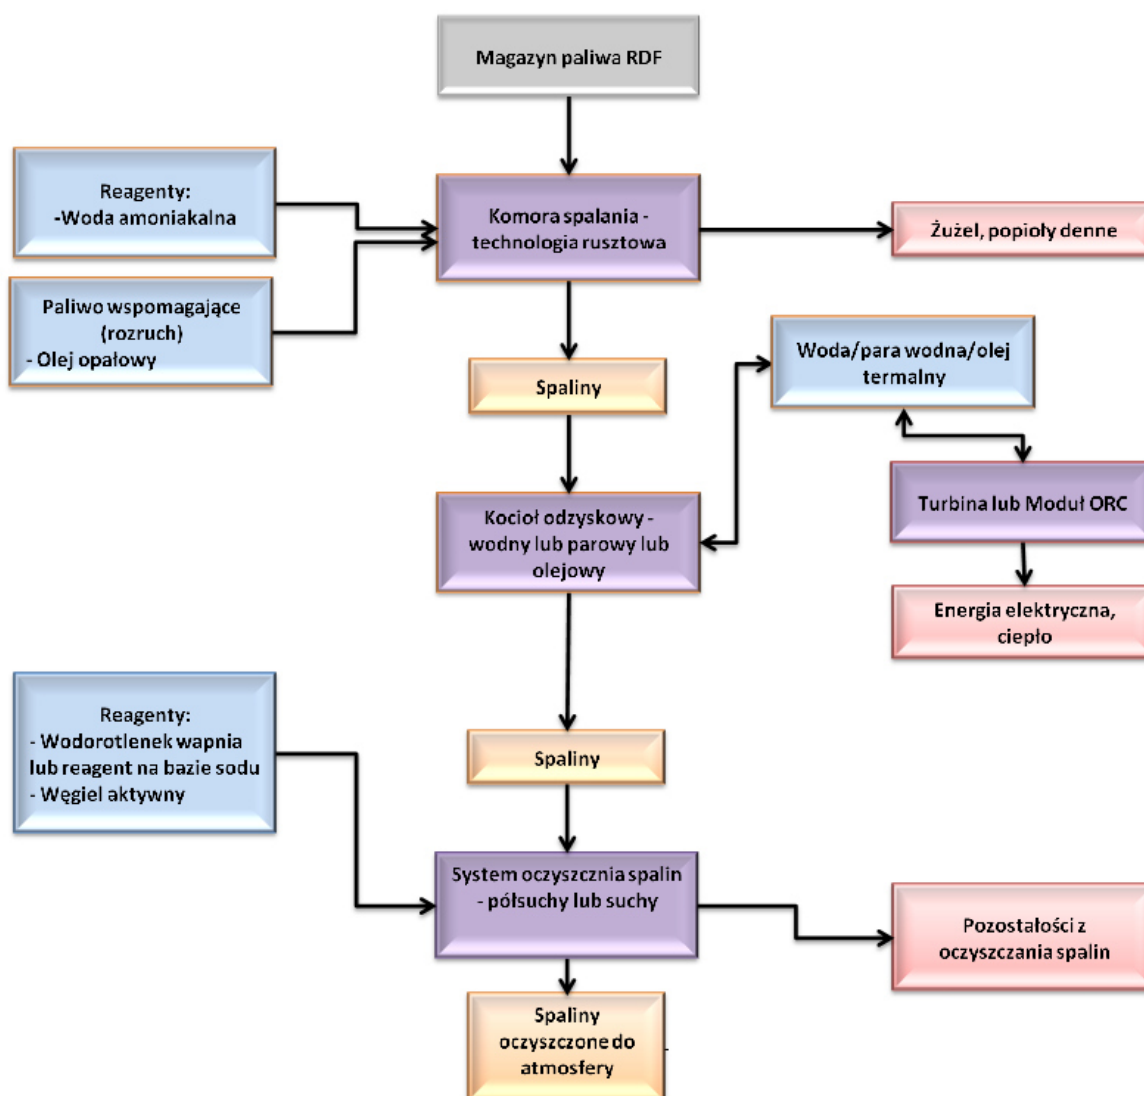 Magazyn paliwa RDF
Reagenty:
-Woda amoniakalna
Komora spalania -
technologia rusztowa
Żużel, popioły denne
Paliwo wspomagające
(rozruch)
- Olej opałowy
Spaliny
Woda/para wodna/olej
termalny
Kocioł odzyskowy -
wodny lub parowy lub
olejowy
Turbina lub Moduł ORC
Energia elektryczna,
ciepło
Reagenty:
- Wodorotlenek wapnia
lub reagent na bazie sodu
- Węgiel aktywny
Spaliny
System oczyszcznia spalin
- półsuchy lub suchy
Pozostałości z
oczyszczania spalin
Spaliny
oczyszczone do
atmosfery